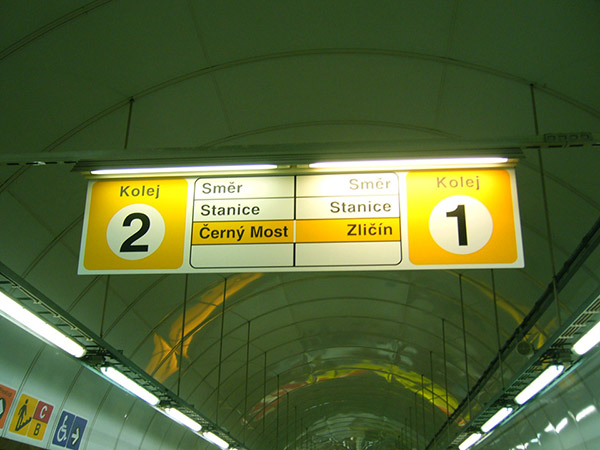 Kolej
2
Směr
Stanice
Černý Most
Směr
Stanice
Zličín
Kolej
1
C
B